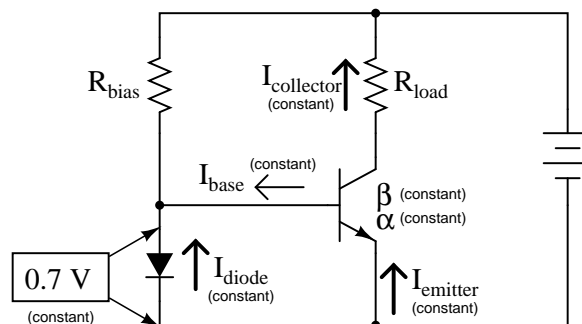 R_bias
I_collector
(constant)
R_load
(constant)
I_base
β (constant)
α (constant)
0.7 V
(constant)
I_diode
(constant)
I_emitter
(constant)